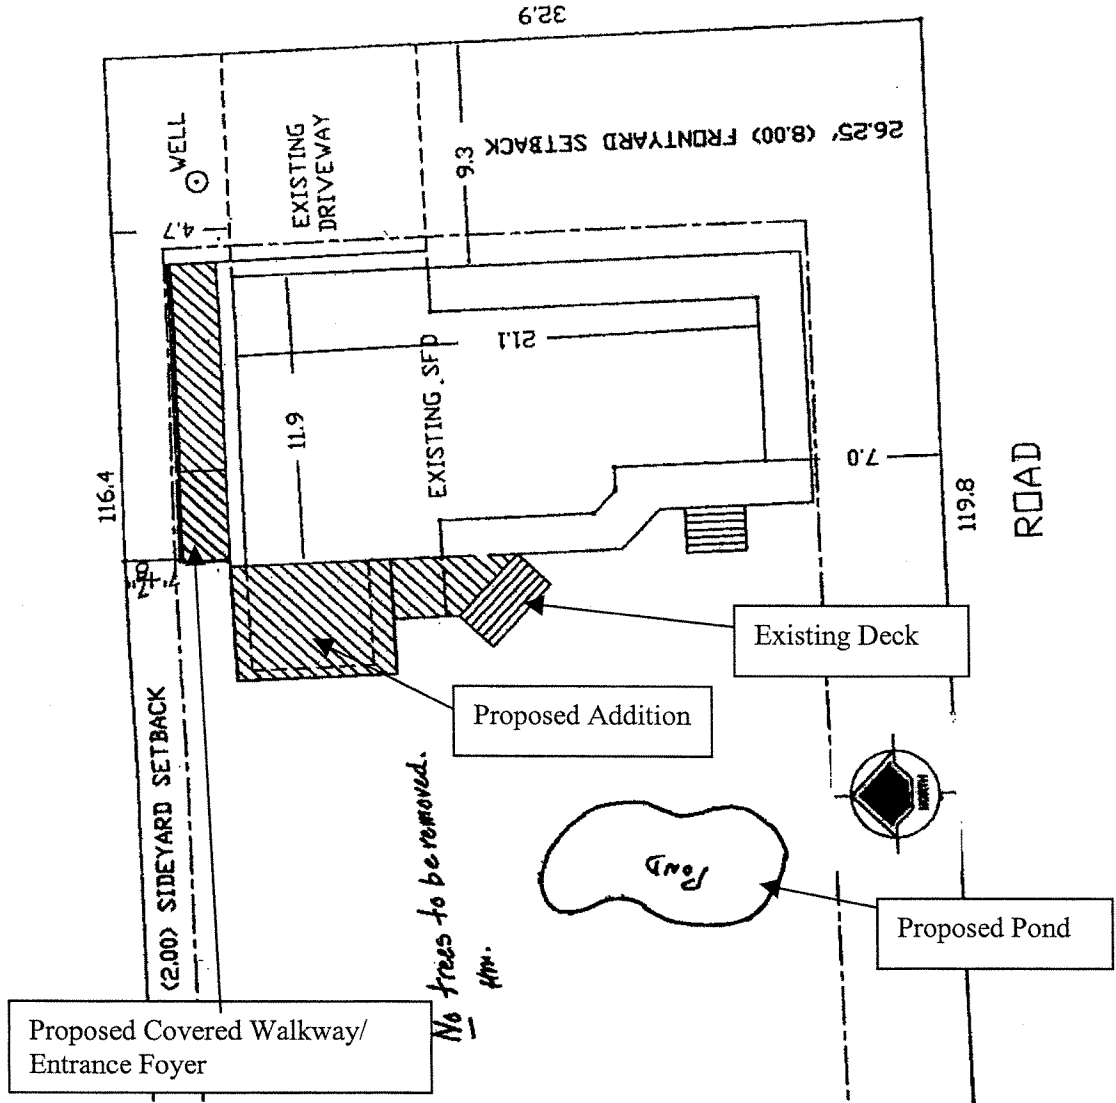 32.9
26.25' (8.00) FRONTYARD SETBACK
WELL
EXISTING
DRIVEWAY
9.3
4.7
21.1
EXISTING SFD
11.9
7.0
116.4
119.8
ROAD
(2.00) SIDEYARD SETBACK
Existing Deck
Proposed Addition
No trees to be removed.
POND
Proposed Pond
Proposed Covered Walkway/
Entrance Foyer